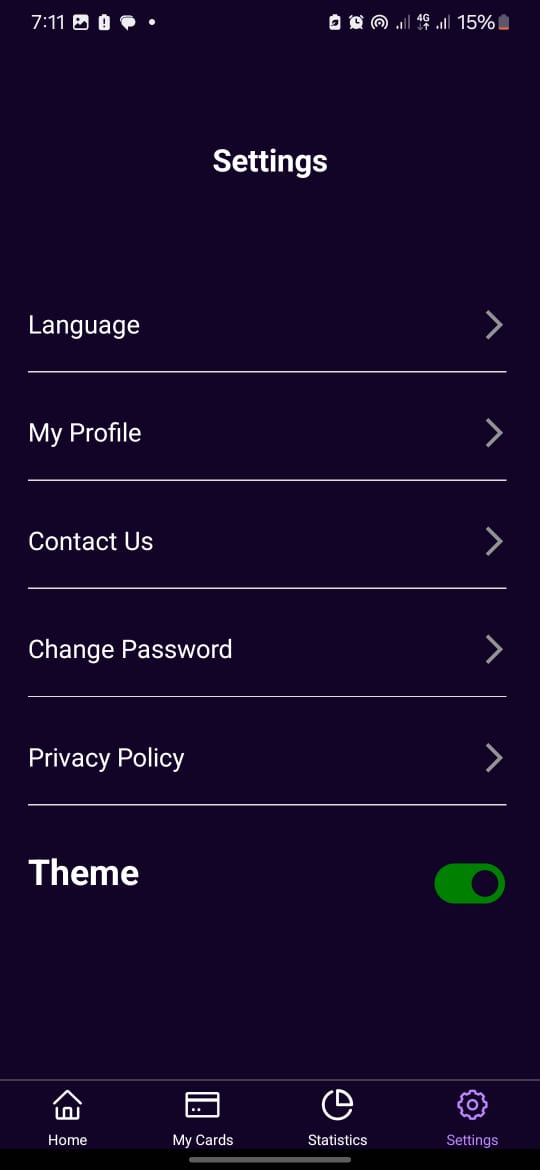 7:11
4G
15%
Settings
Language
My Profile
Contact Us
Change Password
Privacy Policy
Theme
Home
My Cards
Statistics
Settings